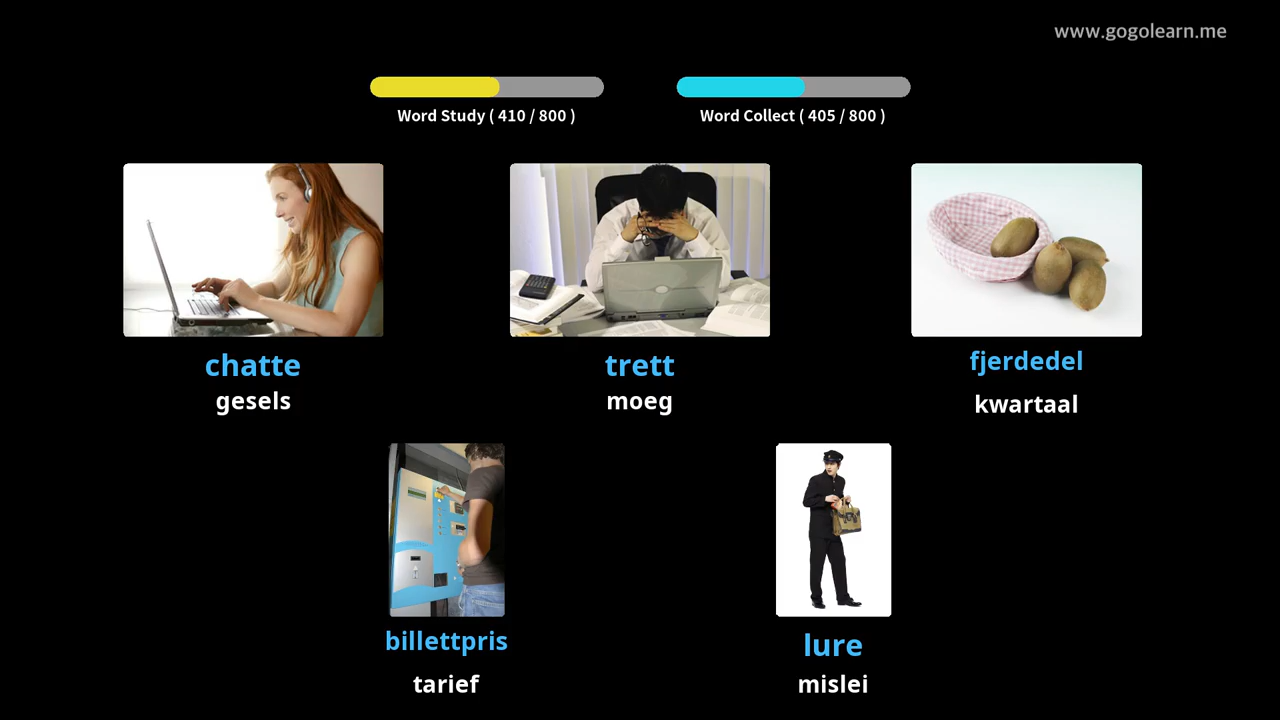 www.gogolearn.me
Word Study ( 410 / 800 )
Word Collect ( 405 / 800 )
chatte
gesels
trett
moeg
fjerdedel
kwartaal
billettpris
tarief
lure
mislei